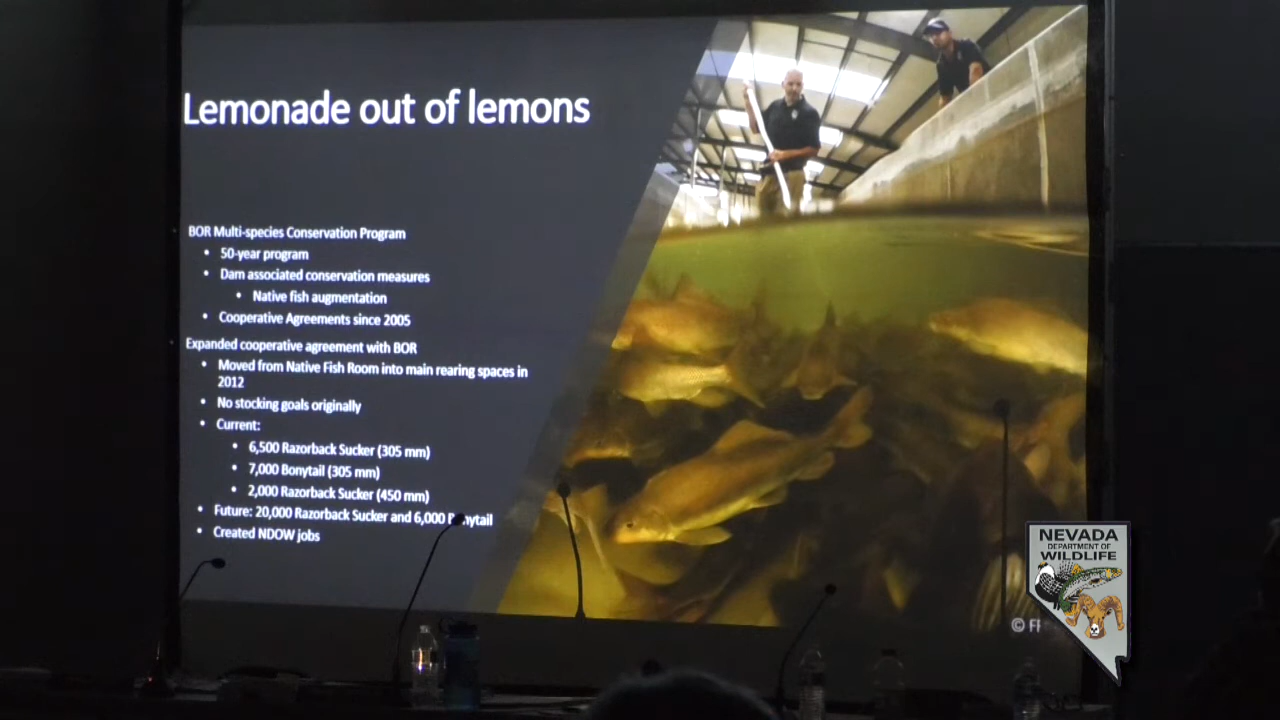 Lemonade out of lemons
BOR Multi-species Conservation Program
• 50-year program
• Dam associated conservation measures
• Native fish augmentation
• Cooperative Agreements since 2005
Expanded cooperative agreement with BOR
• Moved from Native Fish Room into main rearing spaces in
2012
• No stocking goals originally
• Current:
• 6,500 Razorback Sucker (305 mm)
• 7,000 Bonytail (305 mm)
• 2,000 Razorback Sucker (450 mm)
• Future: 20,000 Razorback Sucker and 6,000 Bonytail
• Created NDOW jobs
NEVADA
DEPARTMENT OF
WILDLIFE
©